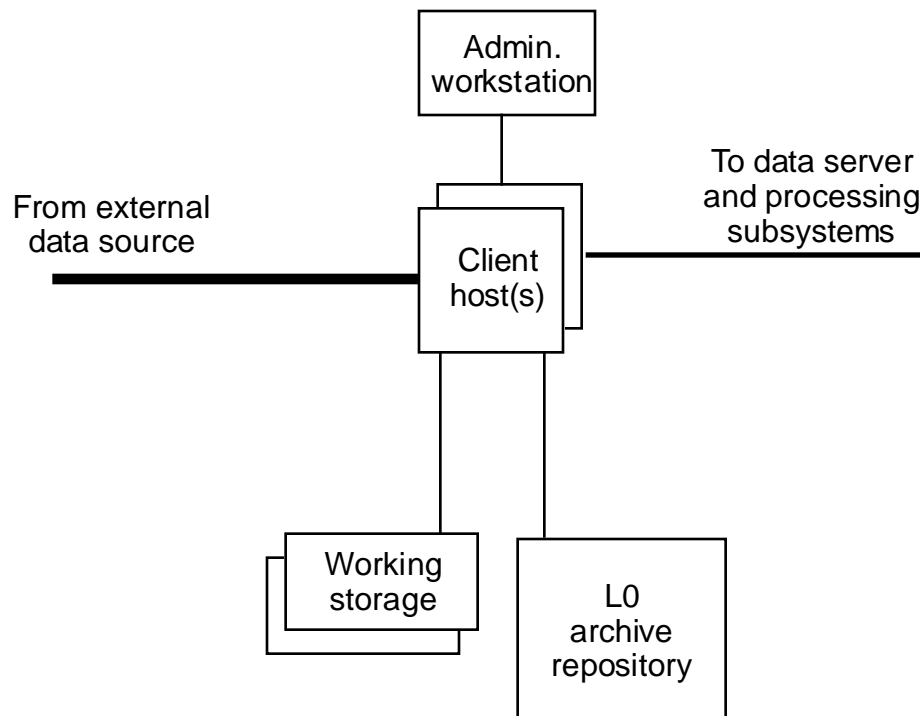 Admin.
workstation
To data server
and processing
subsystems
From external
data source
Client
host(s)
Working
storage
L0
archive
repository